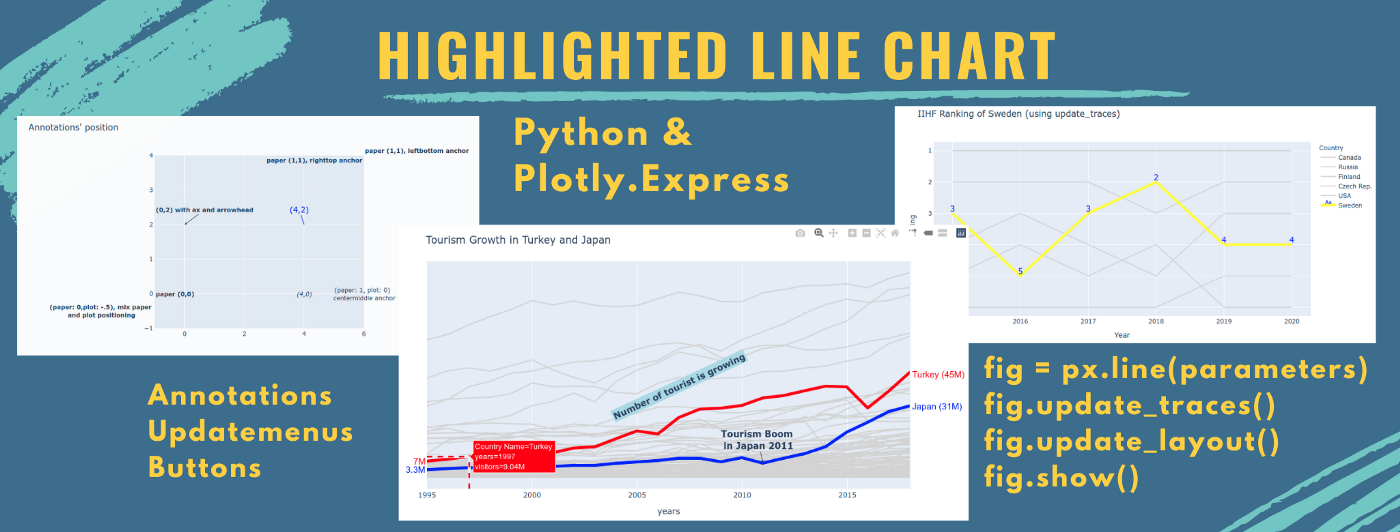 HIGHLIGHTED LINE CHART
Python &
Plotly.Express
Annotations' position
paper (1,1), leftbottom anchor
paper (1,1), righttop anchor
(0,2) with ax and arrowhead
(4,2)
paper (0,0)
(4,0)
(paper: 1, plot: 0)
centermiddle anchor
(paper: 0,plot: -.5), mix paper
and plot positioning
4
3
2
1
0
−1
0
2
4
6
IIHF Ranking of Sweden (using update_traces)
1
2
3
ing
3
5
3
2
4
4
2016
2017
2018
2019
2020
Year
Country
Canada
Russia
Finland
Czech Rep.
USA
Aa
Sweden
Tourism Growth in Turkey and Japan
Number of tourist is growing
Turkey (45M)
Japan (31M)
Tourism Boom
in Japan 2011
Country Name=Turkey
years=1997
visitors=9.04M
7M
3.3M
1995
2000
2005
2010
2015
years
Annotations
Updatemenus
Buttons
fig = px.line(parameters)
fig.update_traces()
fig.update_layout()
fig.show()